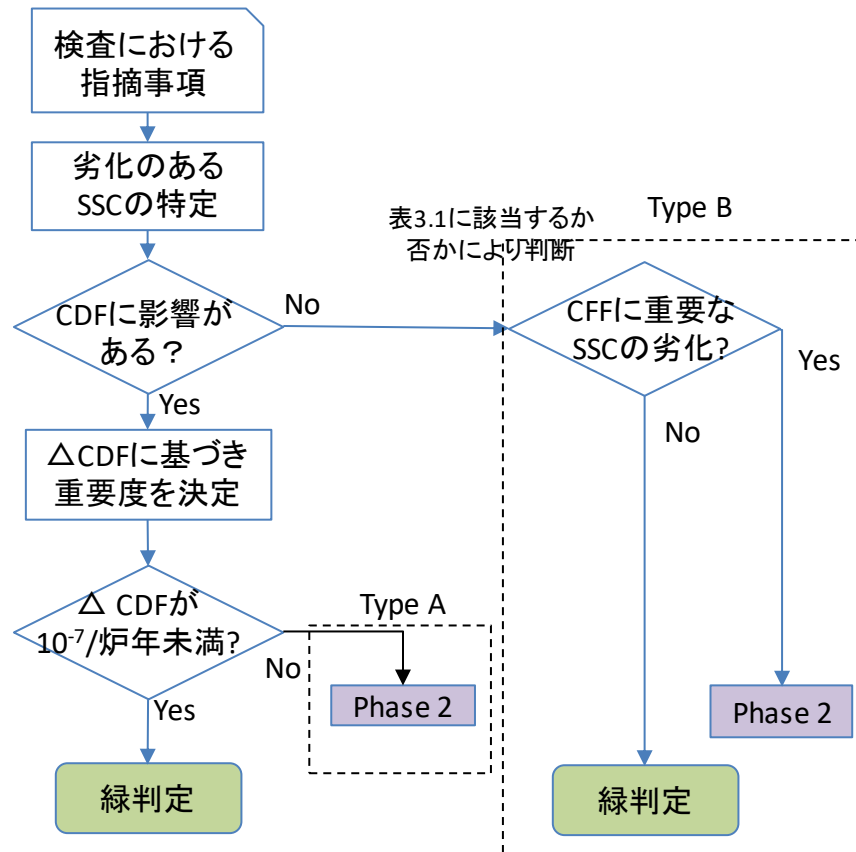 検査における
指摘事項
劣化のある
SSCの特定
表3.1に該当するか
否かにより判断
Type B
CDFに影響が
ある？
No
CFFに重要な
SSCの劣化?
Yes
Yes
No
△CDFに基づき
重要度を決定
△ CDFが
10⁻⁷/炉年未満?
Type A
No
Yes
Phase 2
Phase 2
緑判定
緑判定